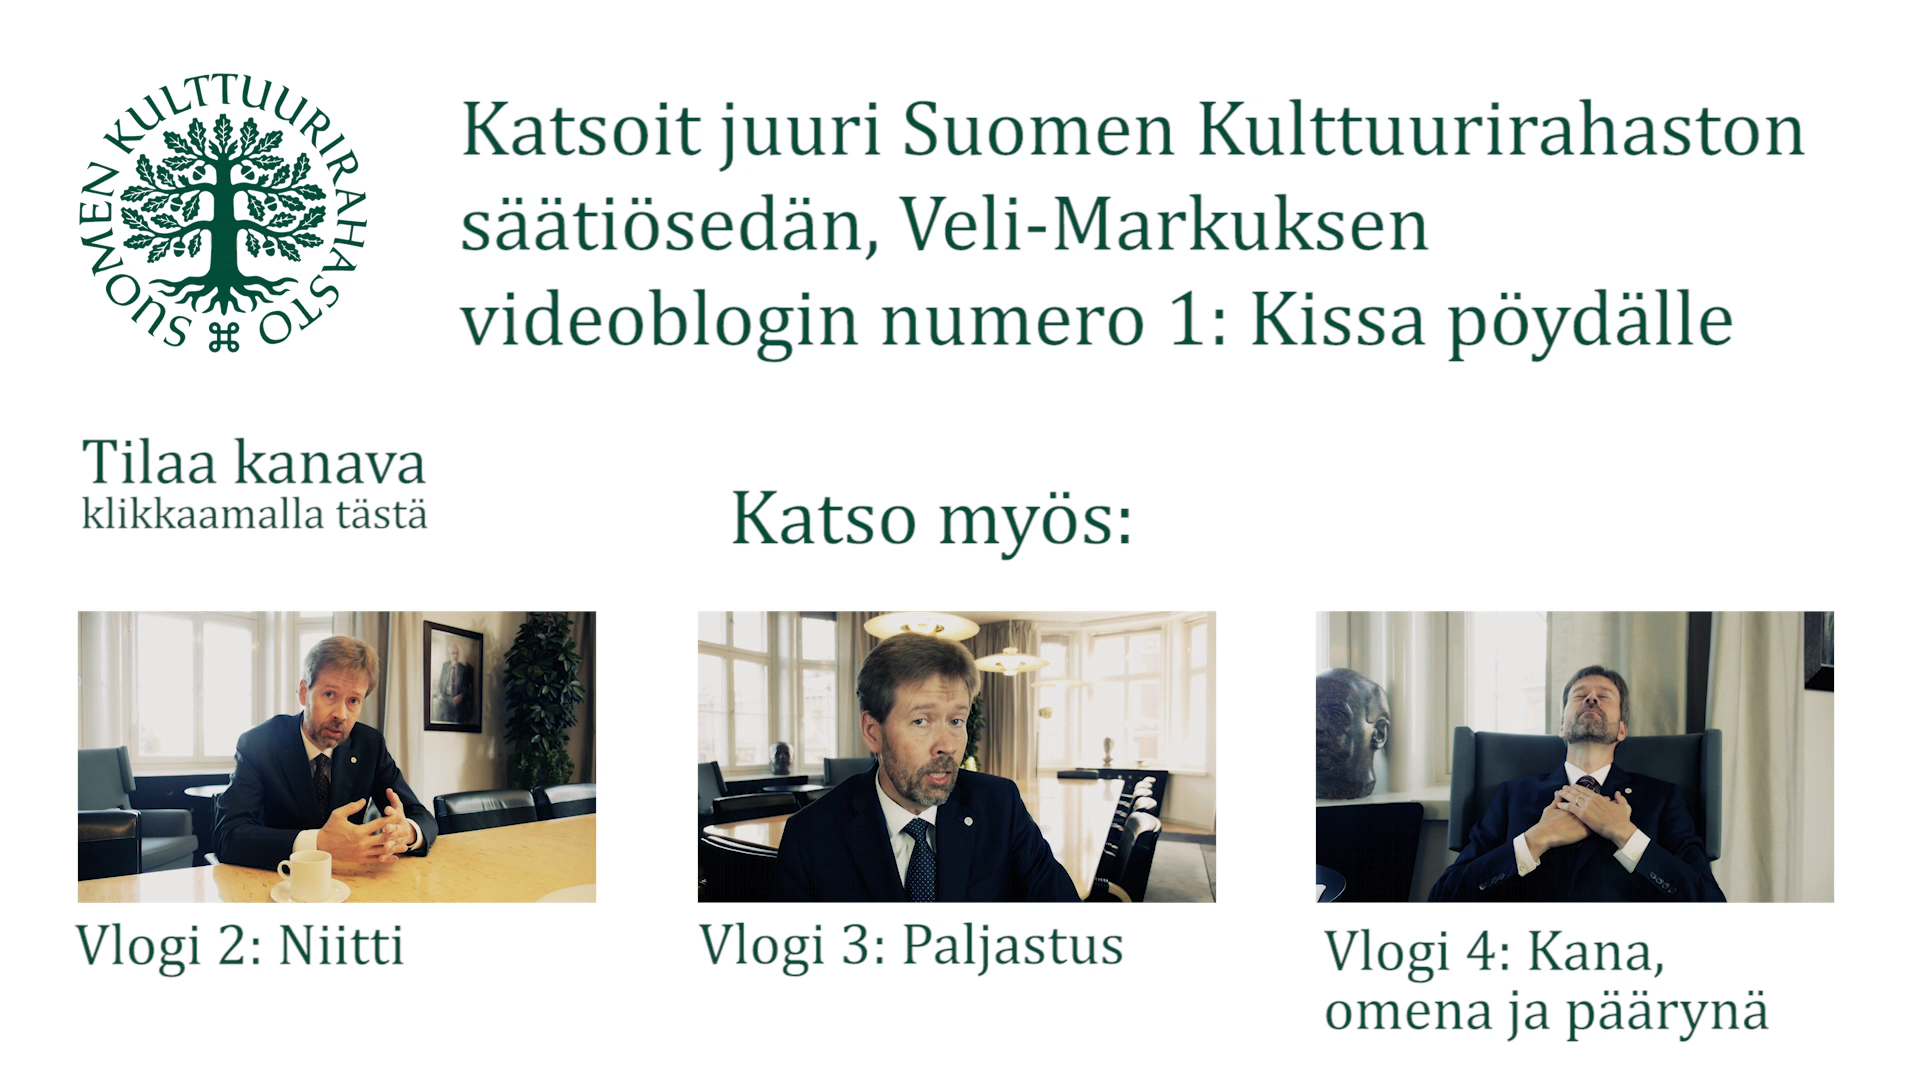 SUOMEN KULTTUURIRAHASTO
Katsoit juuri Suomen Kulttuurirahaston
säätiösedän, Veli-Markuksen
videoblogin numero 1: Kissa pöydälle
Tilaa kanava
klikkaamalla tästä
Katso myös:
Vlogi 2: Niitti
Vlogi 3: Paljastus
Vlogi 4: Kana,
omena ja päärynä